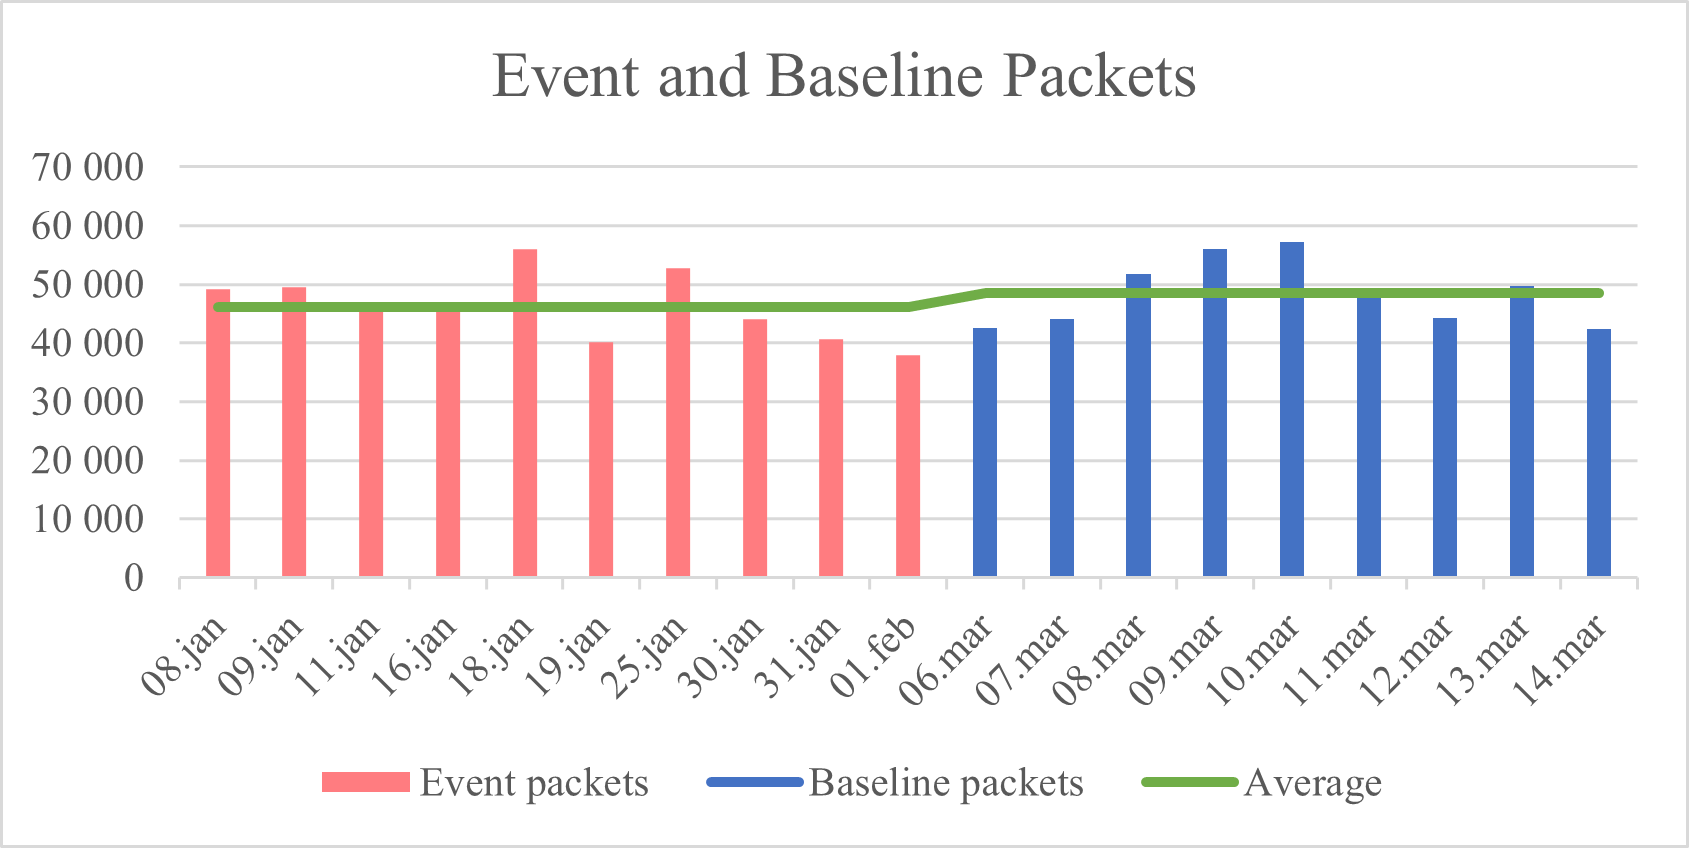 Event and Baseline Packets
70 000
60 000
50 000
40 000
30 000
20 000
10 000
0
08.jan
09.jan
11.jan
16.jan
18.jan
19.jan
25.jan
30.jan
31.jan
01.feb
06.mar
07.mar
08.mar
09.mar
10.mar
11.mar
12.mar
13.mar
14.mar
Event packets
Baseline packets
Average